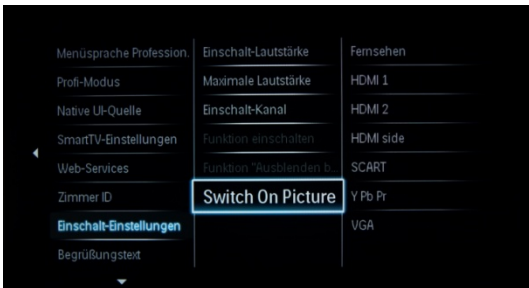 Menüsprache Profession.
Profi-Modus
Native UI-Quelle
SmartTV-Einstellungen
Web-Services
Zimmer ID
Einschalt-Einstellungen
Begrüßungstext
Einschalt-Lautstärke
Maximale Lautstärke
Einschalt-Kanal
Funktion einschalten
Funktion "Ausblenden b..
Switch On Picture
Fernsehen
HDMI 1
HDMI 2
HDMI side
SCART
Y Pb Pr
VGA